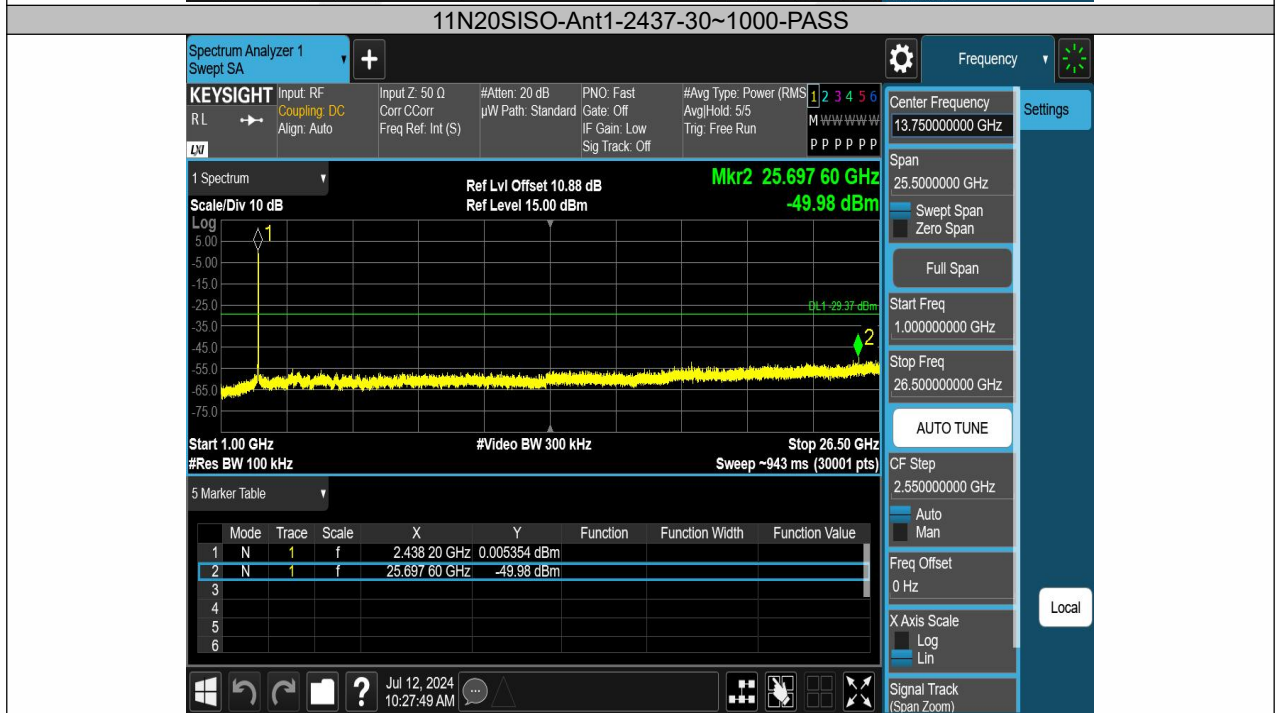 11N20SISO-Ant1-2437-30~1000-PASS
Spectrum Analyzer 1
Swept SA
+
Frequency
KEYSIGHT
RL
LXI
Input: RF
Coupling: DC
Align: Auto
Input Z: 50 Ω
Corr CCorr
Freq Ref: Int (S)
#Atten: 20 dB
µW Path: Standard
PNO: Fast
Gate: Off
IF Gain: Low
Sig Track: Off
#Avg Type: Power (RMS
Avg|Hold: 5/5
Trig: Free Run
1 2 3 4 5 6
M W W W W W
P P P P P P
Center Frequency
13.750000000 GHz
Settings
Span
25.5000000 GHz
Swept Span
Zero Span
Full Span
Start Freq
1.000000000 GHz
Stop Freq
26.500000000 GHz
AUTO TUNE
CF Step
2.550000000 GHz
Auto
Man
Freq Offset
0 Hz
X Axis Scale
Log
Lin
Signal Track
(Span Zoom)
Local
1 Spectrum
Scale/Div 10 dB
Ref Lvl Offset 10.88 dB
Ref Level 15.00 dBm
Mkr2 25.697 60 GHz
-49.98 dBm
Log
5.00
-5.00
-15.0
-25.0
-35.0
-45.0
-55.0
-65.0
-75.0
1
DL1 -29.37 dBm
2
Start 1.00 GHz
#Video BW 300 kHz
Stop 26.50 GHz
#Res BW 100 kHz
Sweep ~943 ms (30001 pts)
5 Marker Table
Mode Trace Scale X Y Function Function Width Function Value
1 N 1 f 2.438 20 GHz 0.005354 dBm
2 N 1 f 25.697 60 GHz -49.98 dBm
3
4
5
6
?
Jul 12, 2024
10:27:49 AM